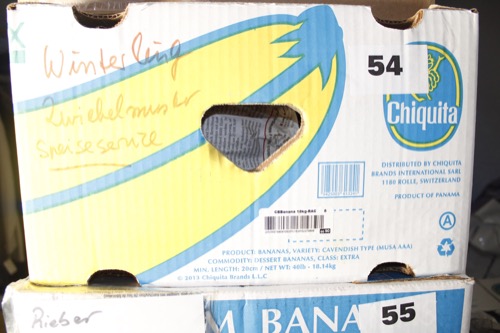 Winterling
Zwiebelmuster
Speiseservice
54
Chiquita
DISTRIBUTED BY CHIQUITA
BRANDS INTERNATIONAL SARL
1180 ROLLE, SWITZERLAND
PRODUCT OF PANAMA
A
PRODUCT: BANANAS, VARIETY: CAVENDISH TYPE (MUSA AAA)
COMMODITY: DESSERT BANANAS, CLASS: EXTRA
MIN. LENGTH: 20cm / NET WT: 40lb - 18.14kg
© 2013 Chiquita Brands L.L.C
Rieber
M BANA
55